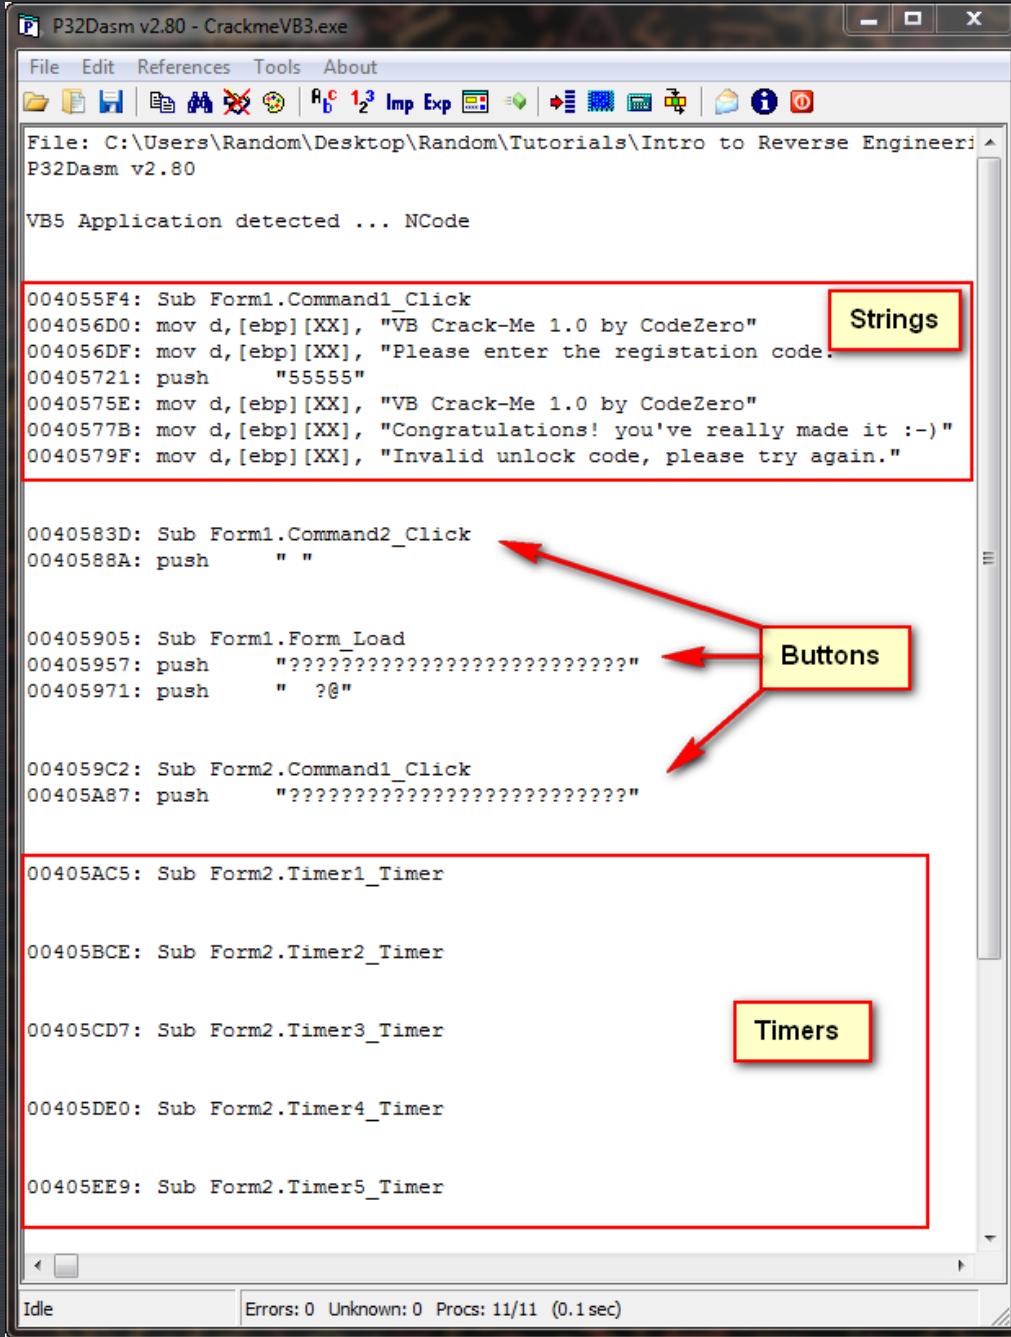 P32Dasm v2.80 - CrackmeVB3.exe
File Edit References Tools About
Imp Exp
File: C:\Users\Random\Desktop\Random\Tutorials\Intro to Reverse Engineeri
P32Dasm v2.80
VB5 Application detected ... NCode
004055F4: Sub Form1.Command1_Click
Strings
004056D0: mov d,[ebp][XX], "VB Crack-Me 1.0 by CodeZero"
004056DF: mov d,[ebp][XX], "Please enter the registation code:
00405721: push "55555"
0040575E: mov d,[ebp][XX], "VB Crack-Me 1.0 by CodeZero"
0040577B: mov d,[ebp][XX], "Congratulations! you've really made it :-)"
0040579F: mov d,[ebp][XX], "Invalid unlock code, please try again."
0040583D: Sub Form1.Command2_Click
0040588A: push " "
00405905: Sub Form1.Form_Load
Buttons
00405957: push "??????????????????????????"
00405971: push "  ?@"
004059C2: Sub Form2.Command1_Click
00405A87: push "??????????????????????????"
00405AC5: Sub Form2.Timer1_Timer
00405BCE: Sub Form2.Timer2_Timer
00405CD7: Sub Form2.Timer3_Timer
Timers
00405DE0: Sub Form2.Timer4_Timer
00405EE9: Sub Form2.Timer5_Timer
Idle
Errors: 0 Unknown: 0 Procs: 11/11 (0.1 sec)